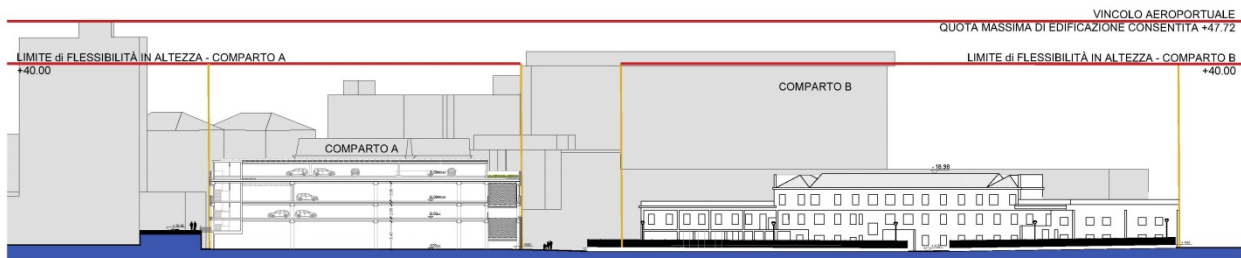 VINCOLO AEROPORTUALE
QUOTA MASSIMA DI EDIFICAZIONE CONSENTITA +47.72
LIMITE di FLESSIBILITÀ IN ALTEZZA - COMPARTO A
+40.00
LIMITE di FLESSIBILITÀ IN ALTEZZA - COMPARTO B
+40.00
COMPARTO B
COMPARTO A
18.98